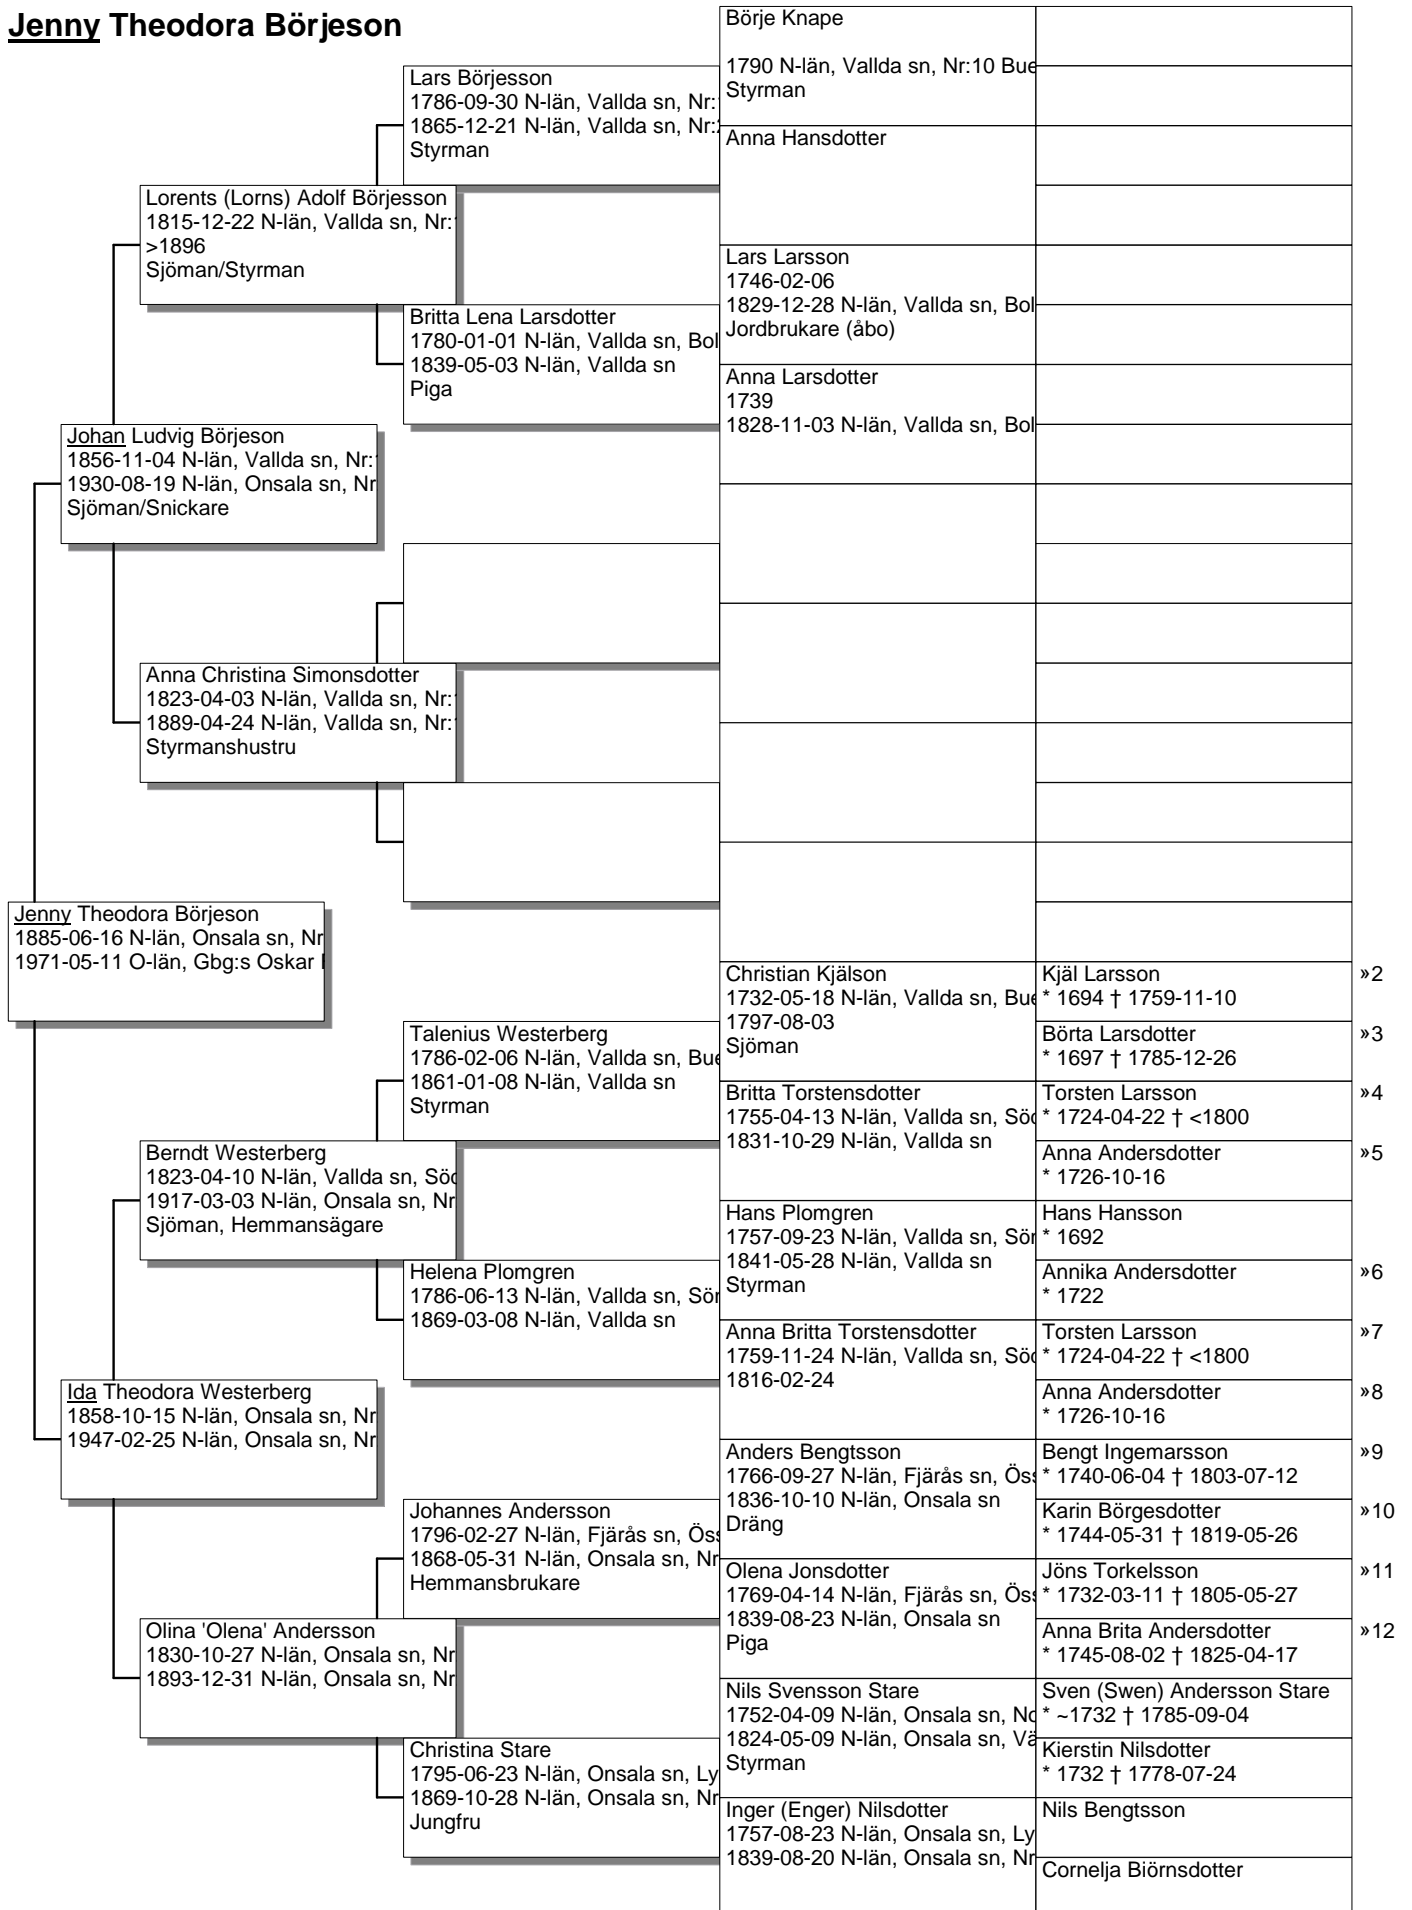 Jenny Theodora Börjeson
Börje Knape
1790 N-län, Vallda sn, Nr:10 Bue
Styrman
Lars Börjesson
1786-09-30 N-län, Vallda sn, Nr:
1865-12-21 N-län, Vallda sn, Nr:
Styrman
Anna Hansdotter
Lorents (Lorns) Adolf Börjesson
1815-12-22 N-län, Vallda sn, Nr:
>1896
Sjöman/Styrman
Lars Larsson
1746-02-06
1829-12-28 N-län, Vallda sn, Bol
Jordbrukare (åbo)
Britta Lena Larsdotter
1780-01-01 N-län, Vallda sn, Bol
1839-05-03 N-län, Vallda sn
Piga
Anna Larsdotter
1739
1828-11-03 N-län, Vallda sn, Bol
Johan Ludvig Börjeson
1856-11-04 N-län, Vallda sn, Nr:
1930-08-19 N-län, Onsala sn, Nr
Sjöman/Snickare
Anna Christina Simonsdotter
1823-04-03 N-län, Vallda sn, Nr:
1889-04-24 N-län, Vallda sn, Nr:
Styrmanshustru
Jenny Theodora Börjeson
1885-06-16 N-län, Onsala sn, Nr
1971-05-11 O-län, Gbg:s Oskar
Christian Kjälson
1732-05-18 N-län, Vallda sn, Bue
1797-08-03
Sjöman
Kjäl Larsson
* 1694 † 1759-11-10
»2
Börta Larsdotter
* 1697 † 1785-12-26
»3
Talenius Westerberg
1786-02-06 N-län, Vallda sn, Bue
1861-01-08 N-län, Vallda sn
Styrman
Britta Torstensdotter
1755-04-13 N-län, Vallda sn, Söd
1831-10-29 N-län, Vallda sn
Torsten Larsson
* 1724-04-22 † <1800
»4
Anna Andersdotter
* 1726-10-16
»5
Berndt Westerberg
1823-04-10 N-län, Vallda sn, Söd
1917-03-03 N-län, Onsala sn, Nr
Sjöman, Hemmansägare
Hans Plomgren
1757-09-23 N-län, Vallda sn, Sör
1841-05-28 N-län, Vallda sn
Styrman
Hans Hansson
* 1692
Annika Andersdotter
* 1722
»6
Helena Plomgren
1786-06-13 N-län, Vallda sn, Sör
1869-03-08 N-län, Vallda sn
Anna Britta Torstensdotter
1759-11-24 N-län, Vallda sn, Söd
1816-02-24
Torsten Larsson
* 1724-04-22 † <1800
»7
Anna Andersdotter
* 1726-10-16
»8
Ida Theodora Westerberg
1858-10-15 N-län, Onsala sn, Nr
1947-02-25 N-län, Onsala sn, Nr
Anders Bengtsson
1766-09-27 N-län, Fjärås sn, Öss
1836-10-10 N-län, Onsala sn
Dräng
Bengt Ingemarsson
* 1740-06-04 † 1803-07-12
»9
Karin Börgesdotter
* 1744-05-31 † 1819-05-26
»10
Johannes Andersson
1796-02-27 N-län, Fjärås sn, Öss
1868-05-31 N-län, Onsala sn, Nr
Hemmansbrukare
Olena Jonsdotter
1769-04-14 N-län, Fjärås sn, Öss
1839-08-23 N-län, Onsala sn
Piga
Jöns Torkelsson
* 1732-03-11 † 1805-05-27
»11
Anna Brita Andersdotter
* 1745-08-02 † 1825-04-17
»12
Olina 'Olena' Andersson
1830-10-27 N-län, Onsala sn, Nr
1893-12-31 N-län, Onsala sn, Nr
Nils Svensson Stare
1752-04-09 N-län, Onsala sn, No
1824-05-09 N-län, Onsala sn, Vä
Styrman
Sven (Swen) Andersson Stare
* ~1732 † 1785-09-04
Kierstin Nilsdotter
* 1732 † 1778-07-24
Christina Stare
1795-06-23 N-län, Onsala sn, Ly
1869-10-28 N-län, Onsala sn, Nr
Jungfru
Inger (Enger) Nilsdotter
1757-08-23 N-län, Onsala sn, Ly
1839-08-20 N-län, Onsala sn, Nr
Nils Bengtsson
Cornelja Biörnsdotter